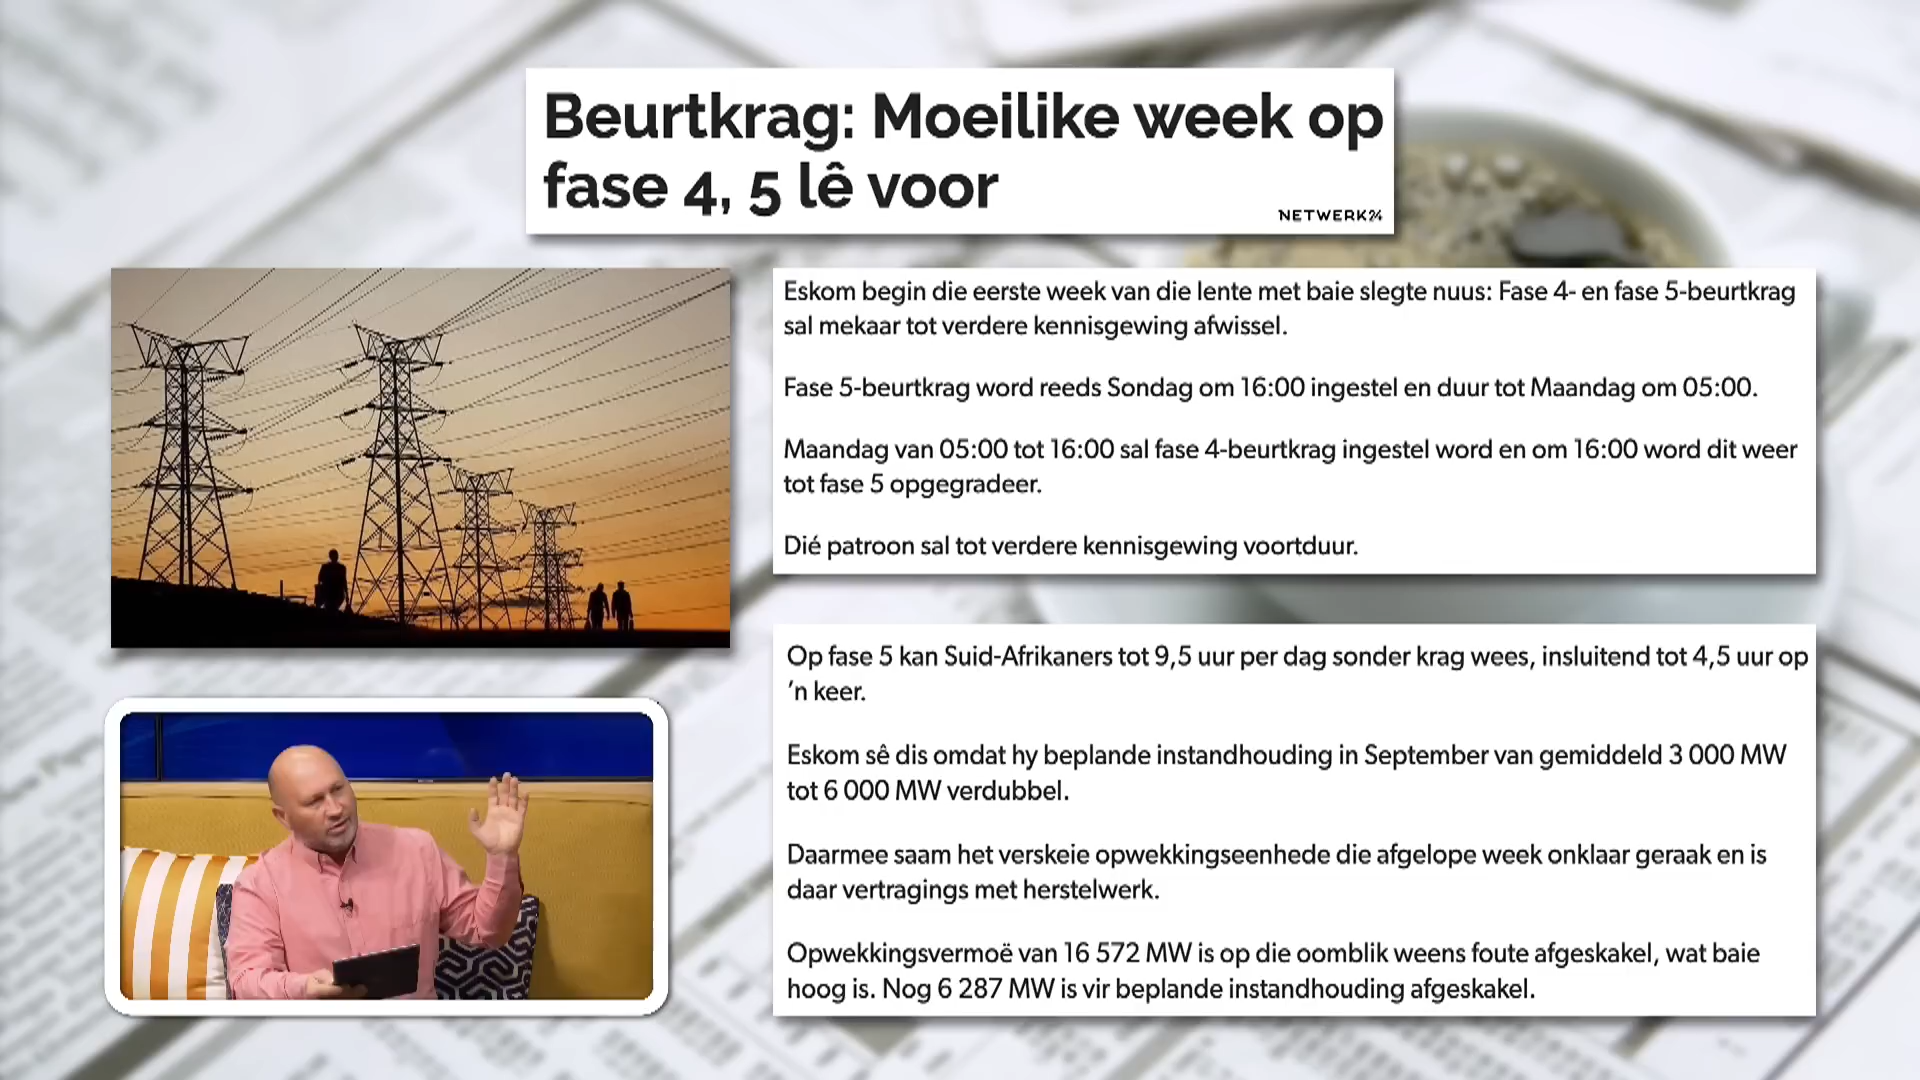 Beurtkrag: Moeilike week op
fase 4, 5 lê voor
NETWERK24
Eskom begin die eerste week van die lente met baie slegte nuus: Fase 4- en fase 5-beurtkrag
sal mekaar tot verdere kennisgewing afwissel.
Fase 5-beurtkrag word reeds Sondag om 16:00 ingestel en duur tot Maandag om 05:00.
Maandag van 05:00 tot 16:00 sal fase 4-beurtkrag ingestel word en om 16:00 word dit weer
tot fase 5 opgegradeer.
Dié patroon sal tot verdere kennisgewing voortduur.
Op fase 5 kan Suid-Afrikaners tot 9,5 uur per dag sonder krag wees, insluitend tot 4,5 uur op
’n keer.
Eskom sê dis omdat hy beplande instandhouding in September van gemiddeld 3 000 MW
tot 6 000 MW verdubbel.
Daarmee saam het verskeie opwekkingseenhede die afgelope week onklaar geraak en is
daar vertragings met herstelwerk.
Opwekkingsvermoë van 16 572 MW is op die oomblik weens foute afgeskakel, wat baie
hoog is. Nog 6 287 MW is vir beplande instandhouding afgeskakel.